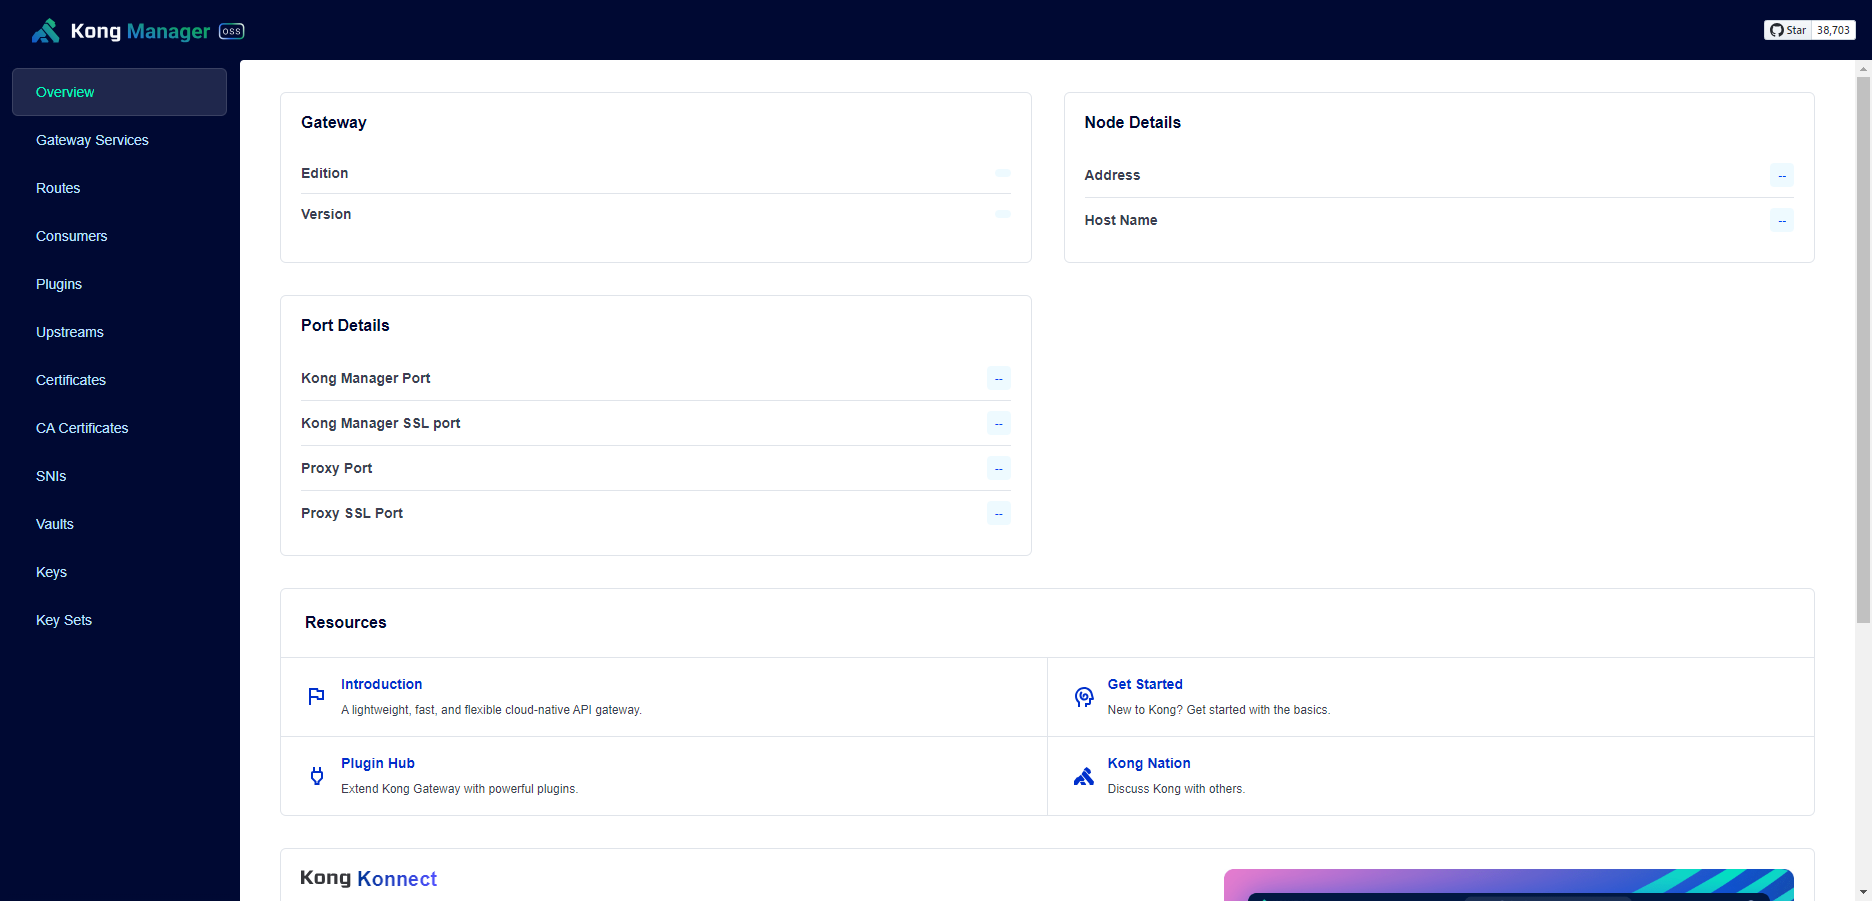 Kong Manager OSS
Star 38,703
Overview
Gateway Services
Routes
Consumers
Plugins
Upstreams
Certificates
CA Certificates
SNIs
Vaults
Keys
Key Sets
Gateway
Edition
Version
Node Details
Address --
Host Name --
Port Details
Kong Manager Port --
Kong Manager SSL port --
Proxy Port --
Proxy SSL Port --
Resources
Introduction
A lightweight, fast, and flexible cloud-native API gateway.
Get Started
New to Kong? Get started with the basics.
Plugin Hub
Extend Kong Gateway with powerful plugins.
Kong Nation
Discuss Kong with others.
Kong Konnect